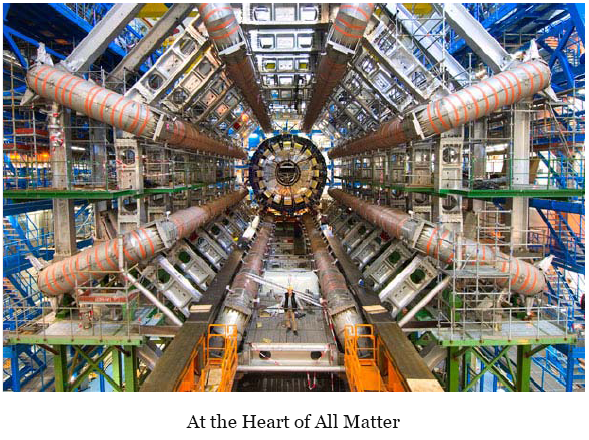 At the Heart of All Matter